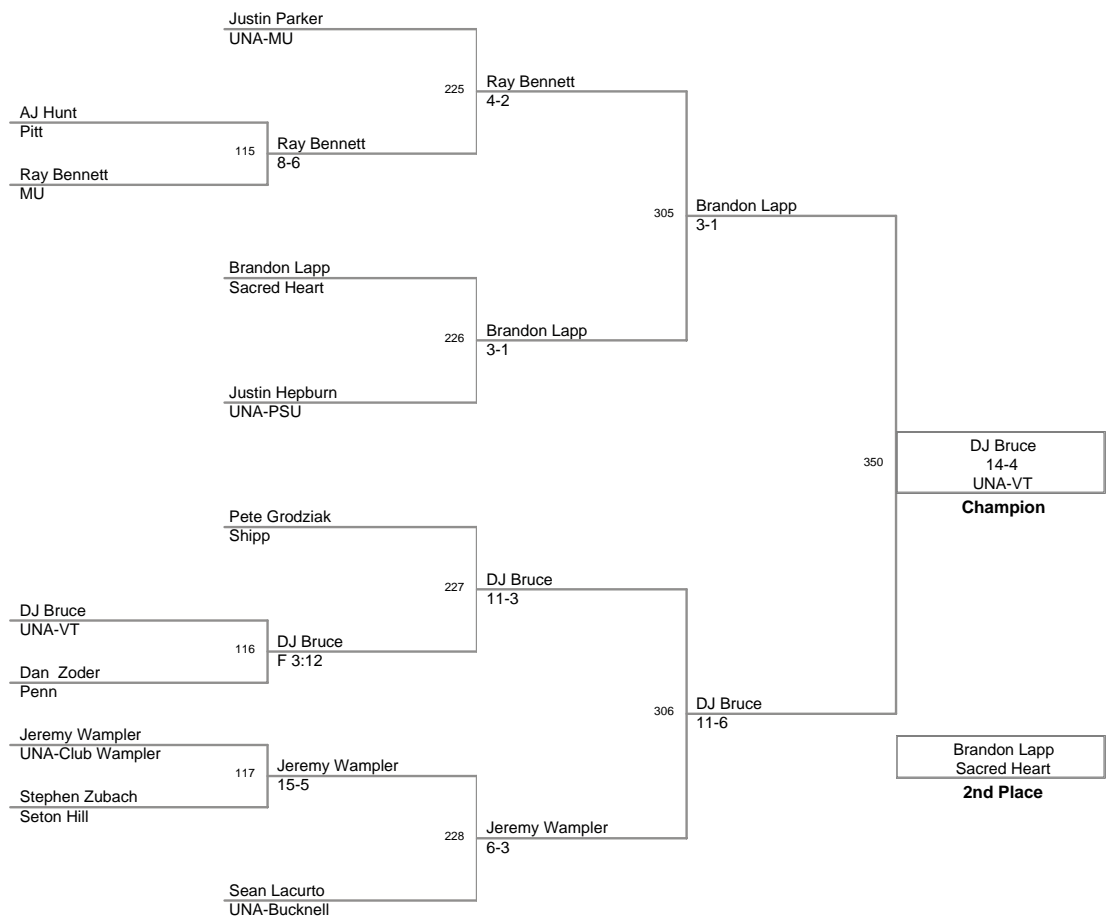 Justin Parker
UNA-MU
225
Ray Bennett
4-2
AJ Hunt
Pitt
115
Ray Bennett
8-6
Ray Bennett
MU
305
Brandon Lapp
3-1
Brandon Lapp
Sacred Heart
226
Brandon Lapp
3-1
Justin Hepburn
UNA-PSU
350
DJ Bruce
14-4
UNA-VT
Champion
Pete Grodziak
Shipp
227
DJ Bruce
11-3
DJ Bruce
UNA-VT
116
DJ Bruce
F 3:12
Dan  Zoder
Penn
306
DJ Bruce
11-6
Jeremy Wampler
UNA-Club Wampler
117
Jeremy Wampler
15-5
Stephen Zubach
Seton Hill
Brandon Lapp
Sacred Heart
2nd Place
228
Jeremy Wampler
6-3
Sean Lacurto
UNA-Bucknell